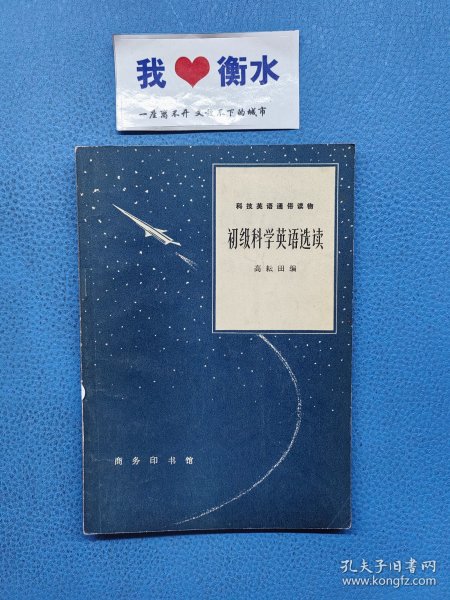 我❤衡水
一座离不开 又放不下的城市
科技英语通俗读物
初级科学英语选读
高耘田编
商务印书馆
孔夫子旧书网
www.kongfz.com